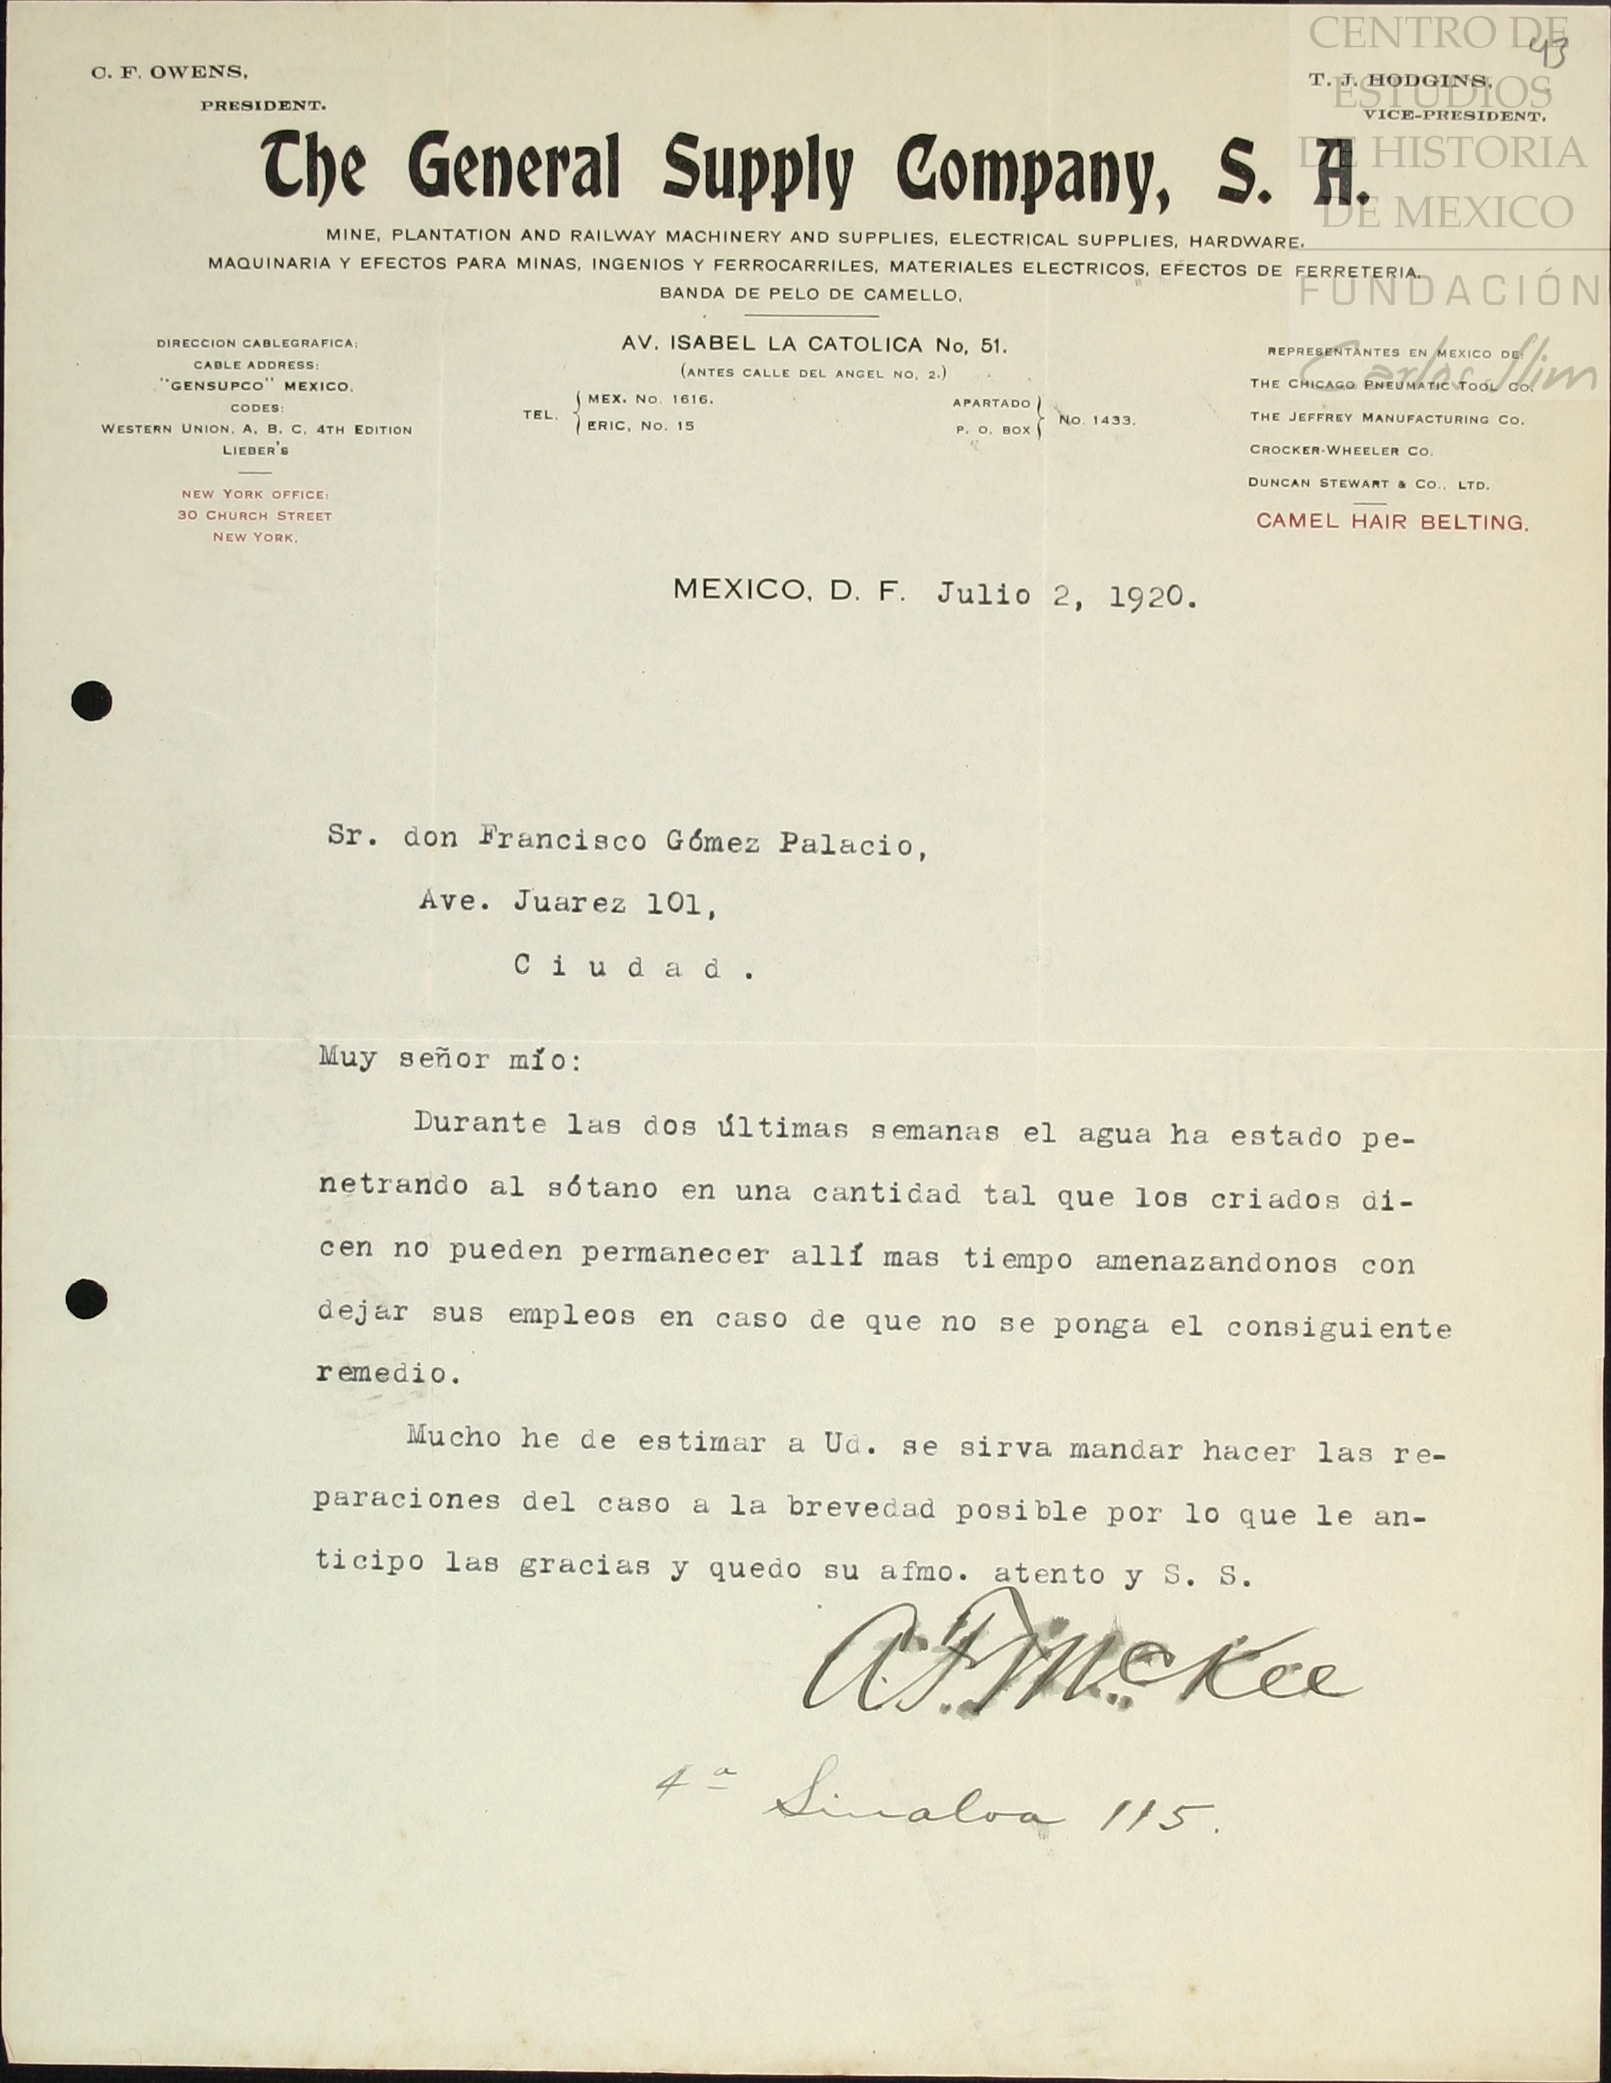 CENTRO DE
ESTUDIOS
DE HISTORIA
DE MEXICO
FUNDACIÓN
Carlos Slim
43
C. F. OWENS,
PRESIDENT.
T. J. HODGINS,
VICE-PRESIDENT.
The General Supply Company, S. A.
MINE, PLANTATION AND RAILWAY MACHINERY AND SUPPLIES, ELECTRICAL SUPPLIES, HARDWARE.
MAQUINARIA Y EFECTOS PARA MINAS, INGENIOS Y FERROCARRILES, MATERIALES ELECTRICOS, EFECTOS DE FERRETERIA.
BANDA DE PELO DE CAMELLO.
DIRECCION CABLEGRAFICA;
CABLE ADDRESS;
"GENSUPCO" MEXICO.
CODES:
WESTERN UNION, A, B, C, 4TH EDITION
LIEBER'S
NEW YORK OFFICE:
30 CHURCH STREET
NEW YORK.
AV. ISABEL LA CATOLICA No, 51.
(ANTES CALLE DEL ANGEL NO, 2.)
TEL. { MEX. NO. 1616.
ERIC, NO. 15
APARTADO
P. O. BOX } NO. 1433.
REPRESENTANTES EN MEXICO DE:
THE CHICAGO PNEUMATIC TOOL CO.
THE JEFFREY MANUFACTURING CO.
CROCKER-WHEELER CO.
DUNCAN STEWART & CO., LTD.
CAMEL HAIR BELTING.
MEXICO, D. F. Julio 2, 1920.
Sr. don Francisco Gómez Palacio,
Ave. Juarez 101,
C i u d a d .
Muy señor mío:
Durante las dos últimas semanas el agua ha estado pe-
netrando al sótano en una cantidad tal que los criados di-
cen no pueden permanecer allí mas tiempo amenazandonos con
dejar sus empleos en caso de que no se ponga el consiguiente
remedio.
Mucho he de estimar a Ud. se sirva mandar hacer las re-
paraciones del caso a la brevedad posible por lo que le an-
ticipo las gracias y quedo su afmo. atento y S. S.
A. F. McKee
4ª Sinaloa 115.